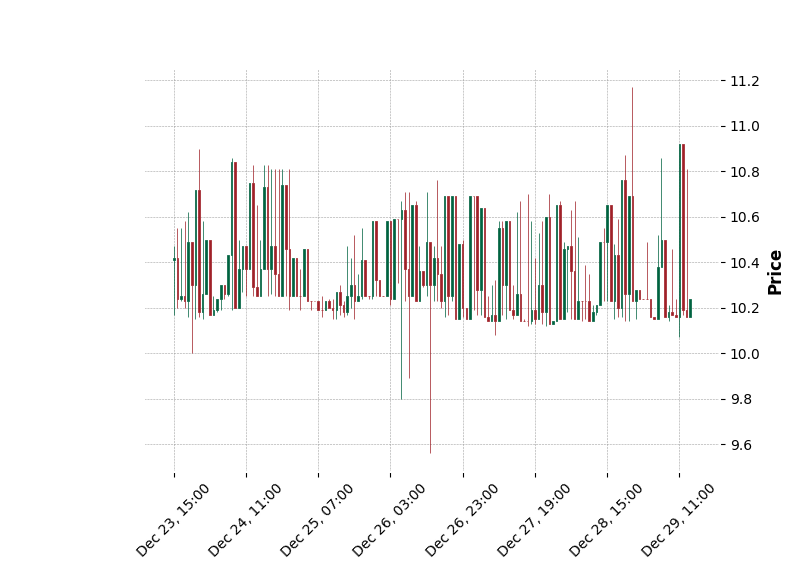 11.2
11.0
10.8
10.6
10.4
10.2
10.0
9.8
9.6
Price
Dec 23, 15:00
Dec 24, 11:00
Dec 25, 07:00
Dec 26, 03:00
Dec 26, 23:00
Dec 27, 19:00
Dec 28, 15:00
Dec 29, 11:00